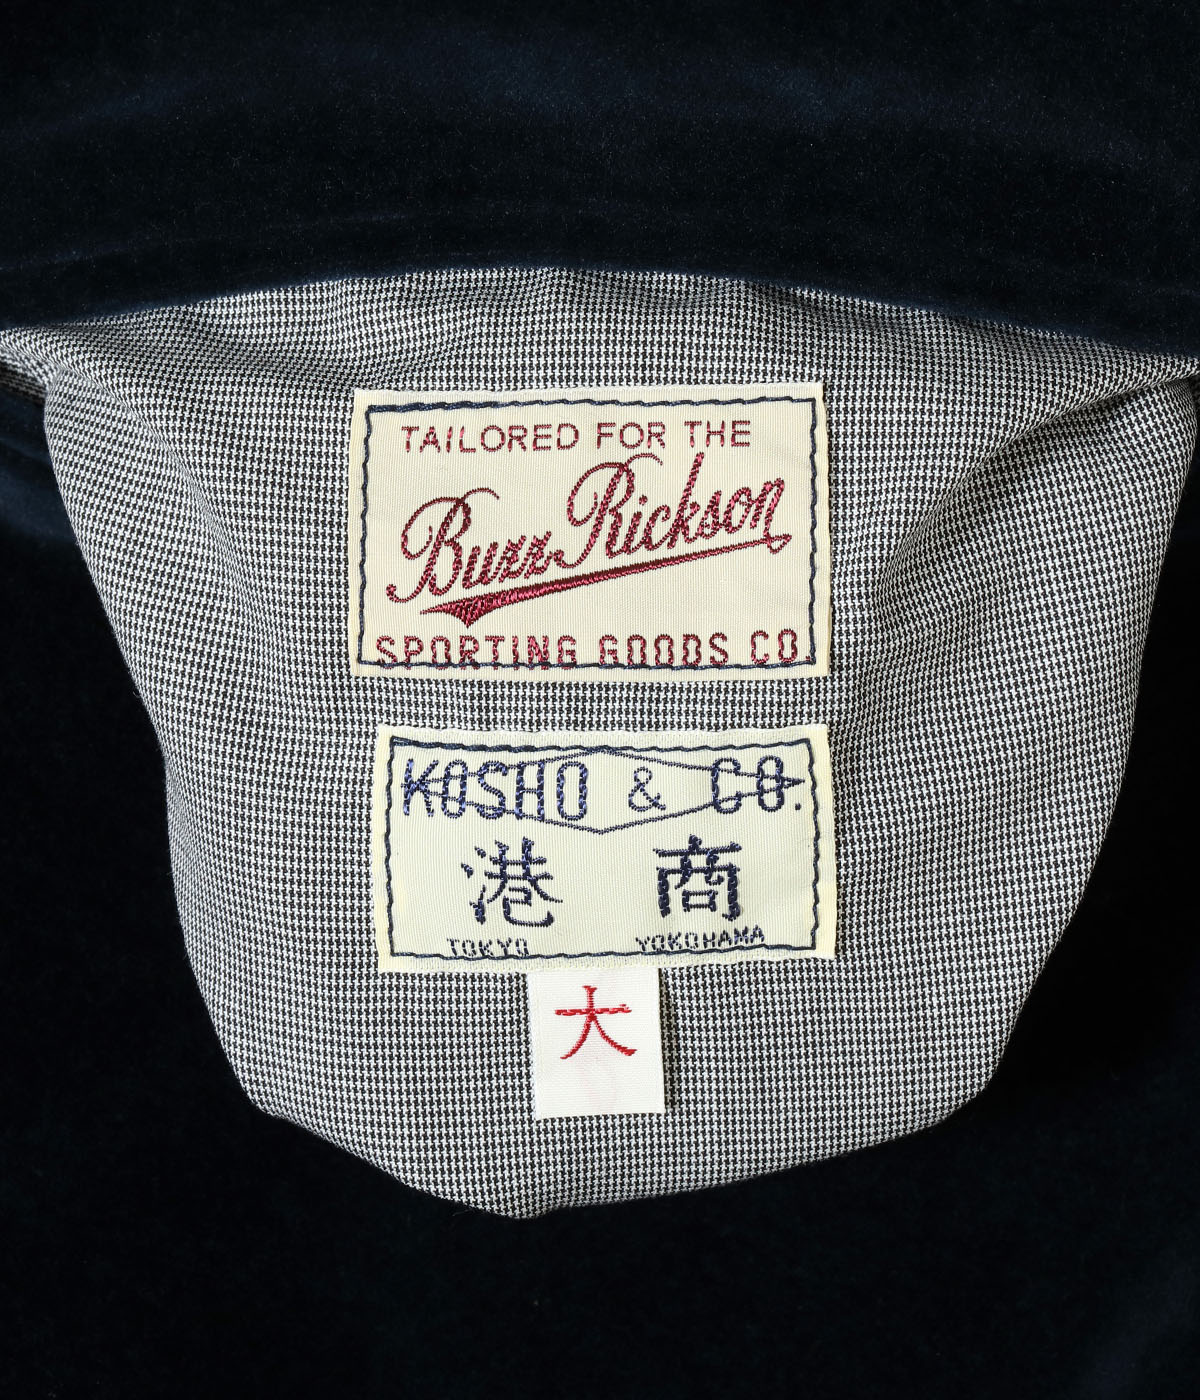 TAILORED FOR THE
Buzz Rickson
SPORTING GOODS CO.
KOSHO & CO.
港 商
TOKYO YOKOHAMA
大